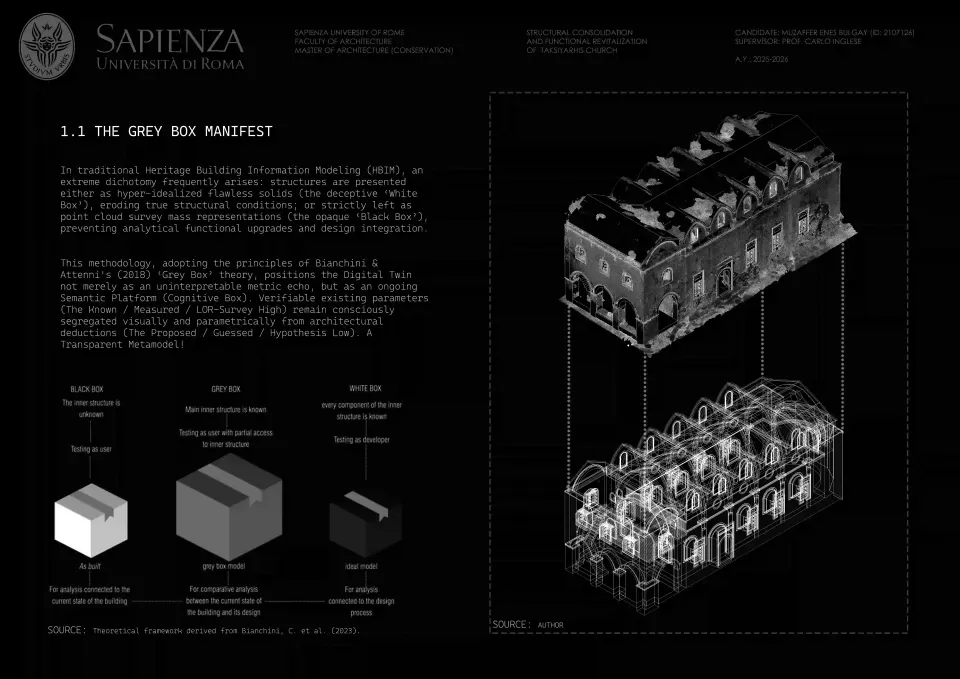 SAPIENZA
UNIVERSITÀ DI ROMA
STVDIVM VRBIS
SAPIENZA UNIVERSITY OF ROME
FACULTY OF ARCHITECTURE
MASTER OF ARCHITECTURE (CONSERVATION)
STRUCTURAL CONSOLIDATION
AND FUNCTIONAL REVITALIZATION
OF TAKSIYARHIS CHURCH
CANDIDATE: MUZAFFER ENES BULGAY (ID: 2107124)
SUPERVISOR: PROF. CARLO INGLESE
A.Y.: 2025-2026
1.1 THE GREY BOX MANIFEST
In traditional Heritage Building Information Modeling (HBIM), an
extreme dichotomy frequently arises: structures are presented
either as hyper-idealized flawless solids (the deceptive ‘White
Box’), eroding true structural conditions; or strictly left as
point cloud survey mass representations (the opaque ‘Black Box’),
preventing analytical functional upgrades and design integration.
This methodology, adopting the principles of Bianchini &
Attenni's (2018) ‘Grey Box’ theory, positions the Digital Twin
not merely as an uninterpretable metric echo, but as an ongoing
Semantic Platform (Cognitive Box). Verifiable existing parameters
(The Known / Measured / LOR-Survey High) remain consciously
segregated visually and parametrically from architectural
deductions (The Proposed / Guessed / Hypothesis Low). A
Transparent Metamodel!
BLACK BOX
The inner structure is
unknown
Testing as user
As built
For analysis connected to the
current state of the building
GREY BOX
Main inner structure is known
Testing as user with partial access
to inner structure
grey box model
For comparative analysis
between the current state of
the building and its design
WHITE BOX
every component of the inner
structure is known
Testing as developer
ideal model
For analysis
connected to the design
process
SOURCE: Theoretical framework derived from Bianchini, C. et al. (2023).
SOURCE: AUTHOR